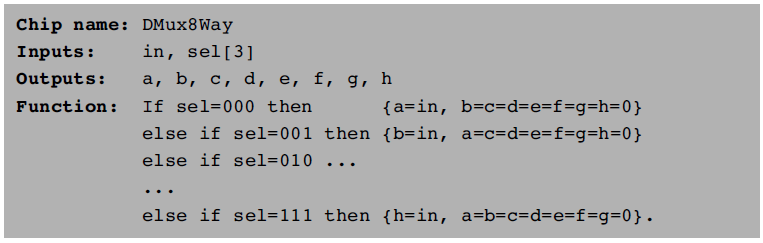 Chip name: DMux8Way
Inputs: in, sel[3]
Outputs: a, b, c, d, e, f, g, h
Function: If sel=000 then {a=in, b=c=d=e=f=g=h=0}
else if sel=001 then {b=in, a=c=d=e=f=g=h=0}
else if sel=010 ...
...
else if sel=111 then {h=in, a=b=c=d=e=f=g=0}.